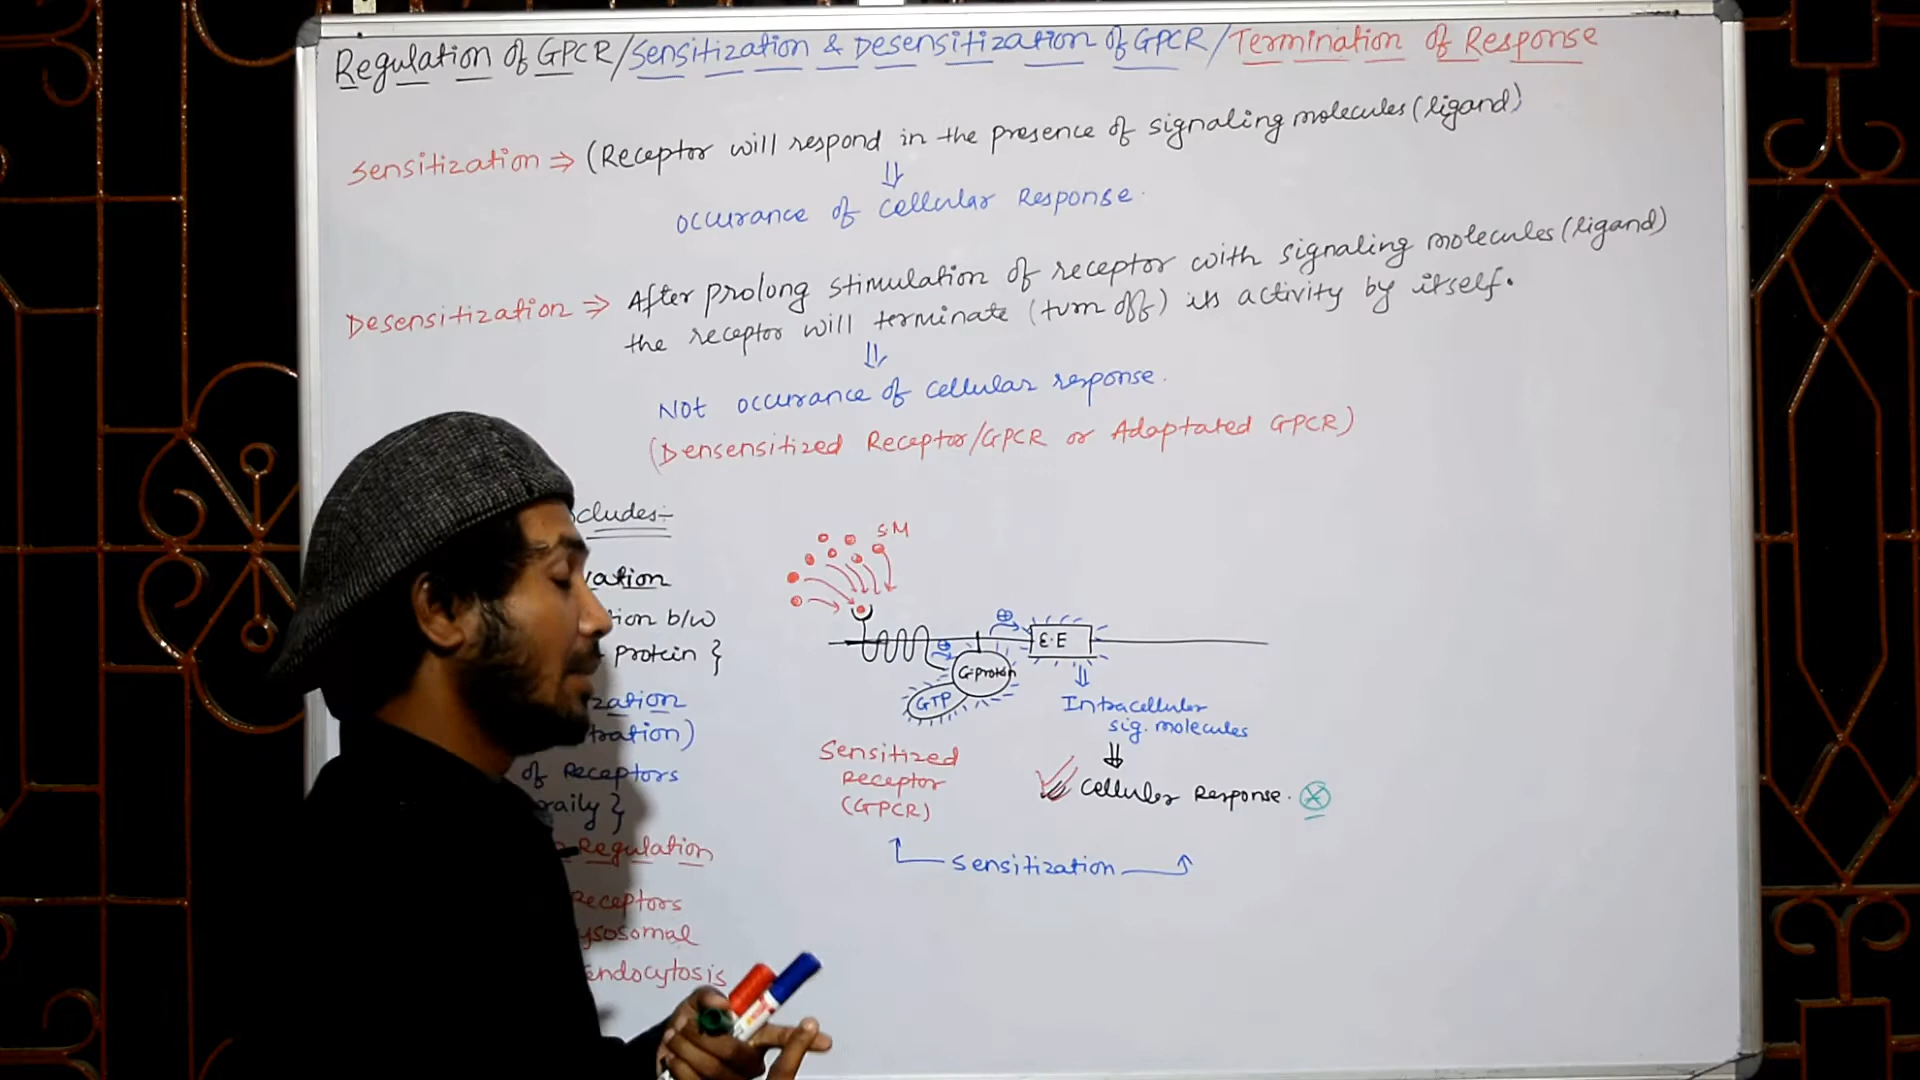 Regulation of GPCR/Sensitization & Desensitization of GPCR/Termination of Response
Sensitization ⇒ (Receptor will respond in the presence of signaling molecules (ligand)
⇓
Occurance of cellular Response.
Desensitization ⇒ After prolong stimulation of receptor with signaling molecules (ligand)
the receptor will terminate (turn off) its activity by itself.
⇓
Not occurance of cellular response.
(Densensitized Receptor/GPCR or Adaptated GPCR)
cludes:-
vation
tion b/w
protein }
zation
tration)
of Receptors
raily }
Regulation
Receptors
ysosomal
endocytosis
S.M
⊕
⊕
E.E
G-protein
GTP
⇓
Intracellular
sig. molecules
⇓
Cellular Response.
Sensitized
Receptor
(GPCR)
Sensitization